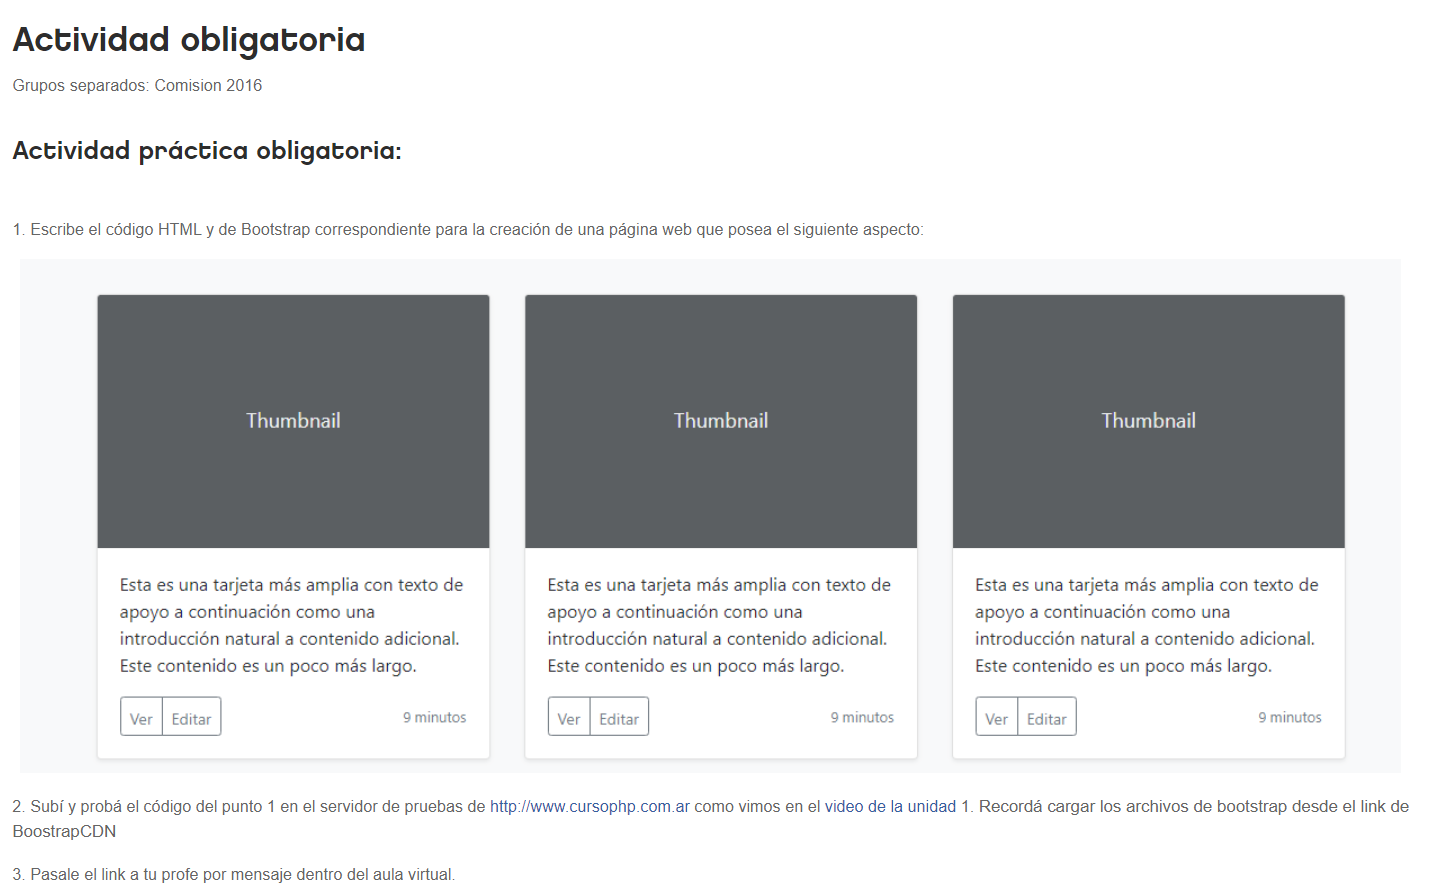 Actividad obligatoria
Grupos separados: Comision 2016
Actividad práctica obligatoria:
1. Escribe el código HTML y de Bootstrap correspondiente para la creación de una página web que posea el siguiente aspecto:
Thumbnail
Esta es una tarjeta más amplia con texto de
apoyo a continuación como una
introducción natural a contenido adicional.
Este contenido es un poco más largo.
Ver Editar 9 minutos
Thumbnail
Esta es una tarjeta más amplia con texto de
apoyo a continuación como una
introducción natural a contenido adicional.
Este contenido es un poco más largo.
Ver Editar 9 minutos
Thumbnail
Esta es una tarjeta más amplia con texto de
apoyo a continuación como una
introducción natural a contenido adicional.
Este contenido es un poco más largo.
Ver Editar 9 minutos
2. Subí y probá el código del punto 1 en el servidor de pruebas de http://www.cursophp.com.ar como vimos en el video de la unidad 1. Recordá cargar los archivos de bootstrap desde el link de
BoostrapCDN
3. Pasale el link a tu profe por mensaje dentro del aula virtual.